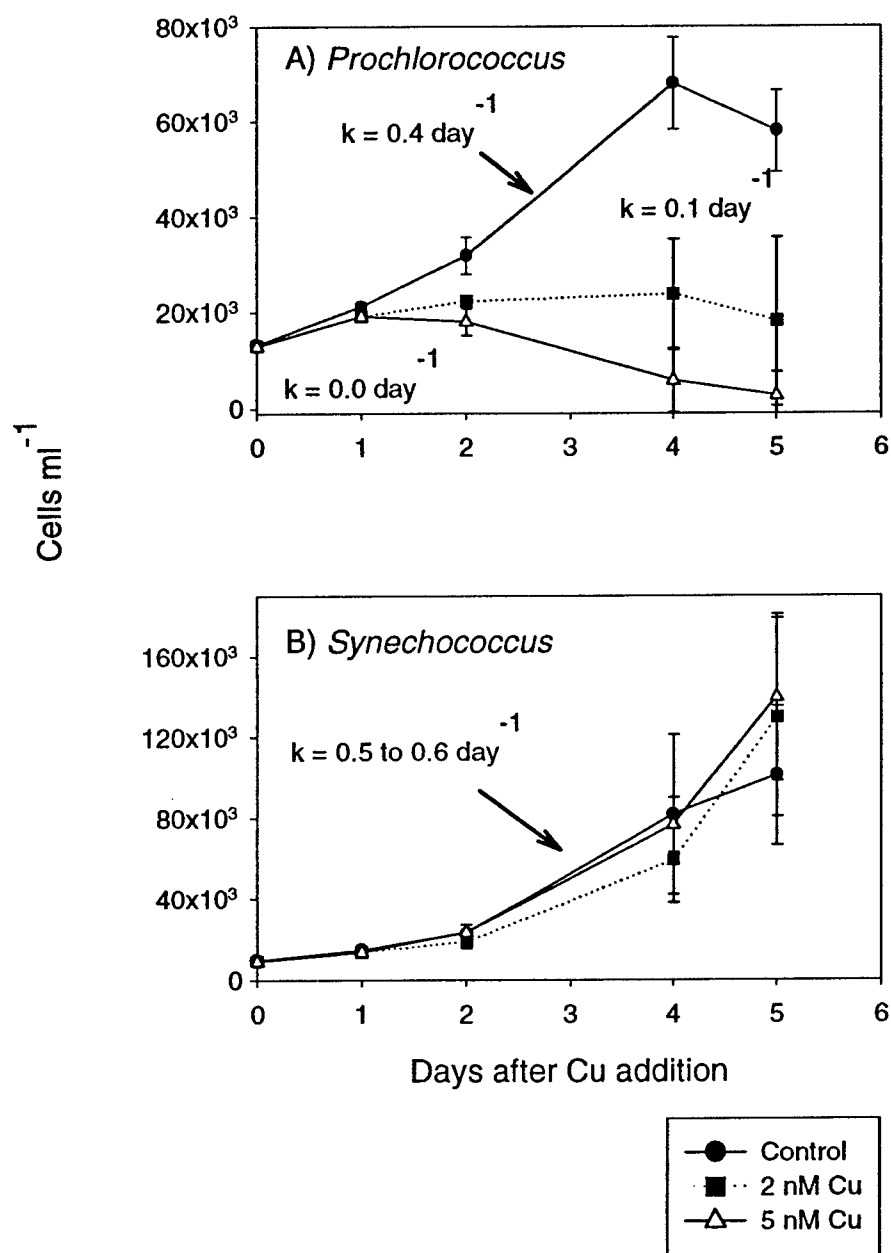 80x10³
A) Prochlorococcus
60x10³
k = 0.4 day⁻¹
40x10³
k = 0.1 day⁻¹
20x10³
k = 0.0 day⁻¹
0
0 1 2 3 4 5 6
Cells ml⁻¹
B) Synechococcus
160x10³
k = 0.5 to 0.6 day⁻¹
120x10³
80x10³
40x10³
0
0 1 2 3 4 5 6
Days after Cu addition
Control
2 nM Cu
5 nM Cu